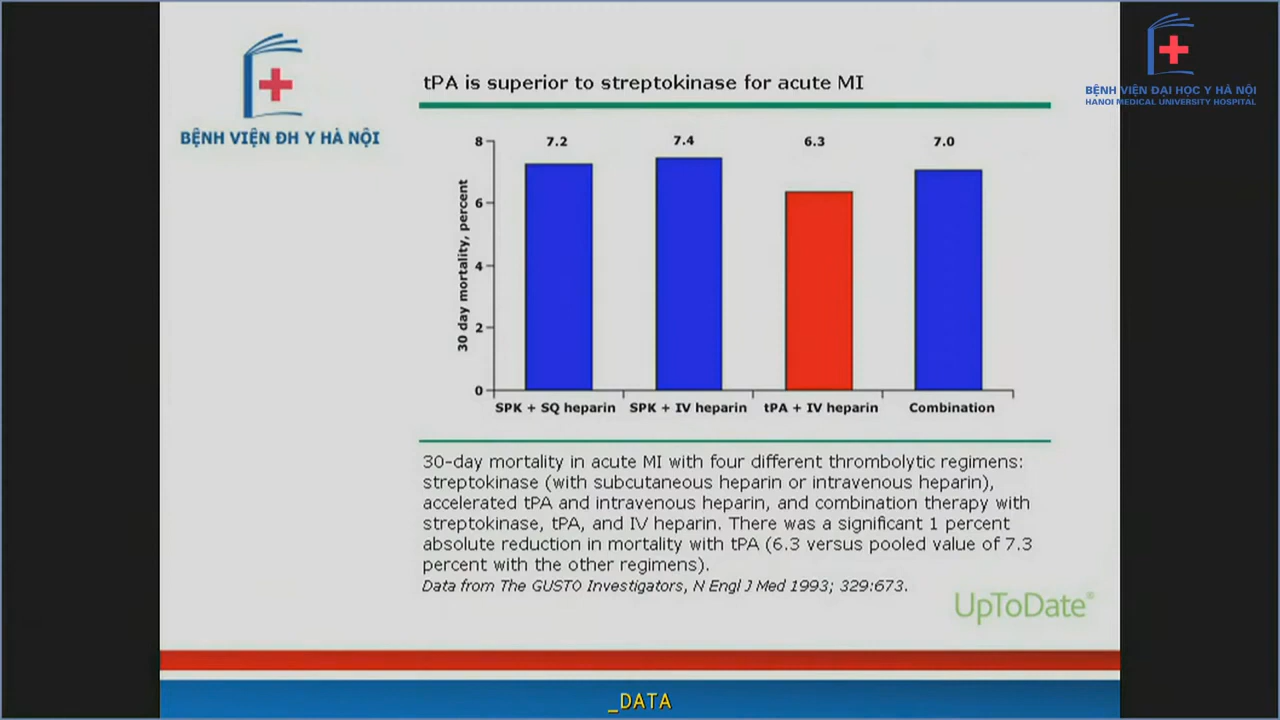 BỆNH VIỆN ĐH Y HÀ NỘI
BỆNH VIỆN ĐẠI HỌC Y HÀ NỘI
HANOI MEDICAL UNIVERSITY HOSPITAL
tPA is superior to streptokinase for acute MI
30 day mortality, percent
8
6
4
2
0
7.2
7.4
6.3
7.0
SPK + SQ heparin
SPK + IV heparin
tPA + IV heparin
Combination
30-day mortality in acute MI with four different thrombolytic regimens:
streptokinase (with subcutaneous heparin or intravenous heparin),
accelerated tPA and intravenous heparin, and combination therapy with
streptokinase, tPA, and IV heparin. There was a significant 1 percent
absolute reduction in mortality with tPA (6.3 versus pooled value of 7.3
percent with the other regimens).
Data from The GUSTO Investigators, N Engl J Med 1993; 329:673.
UpToDate®
_DATA